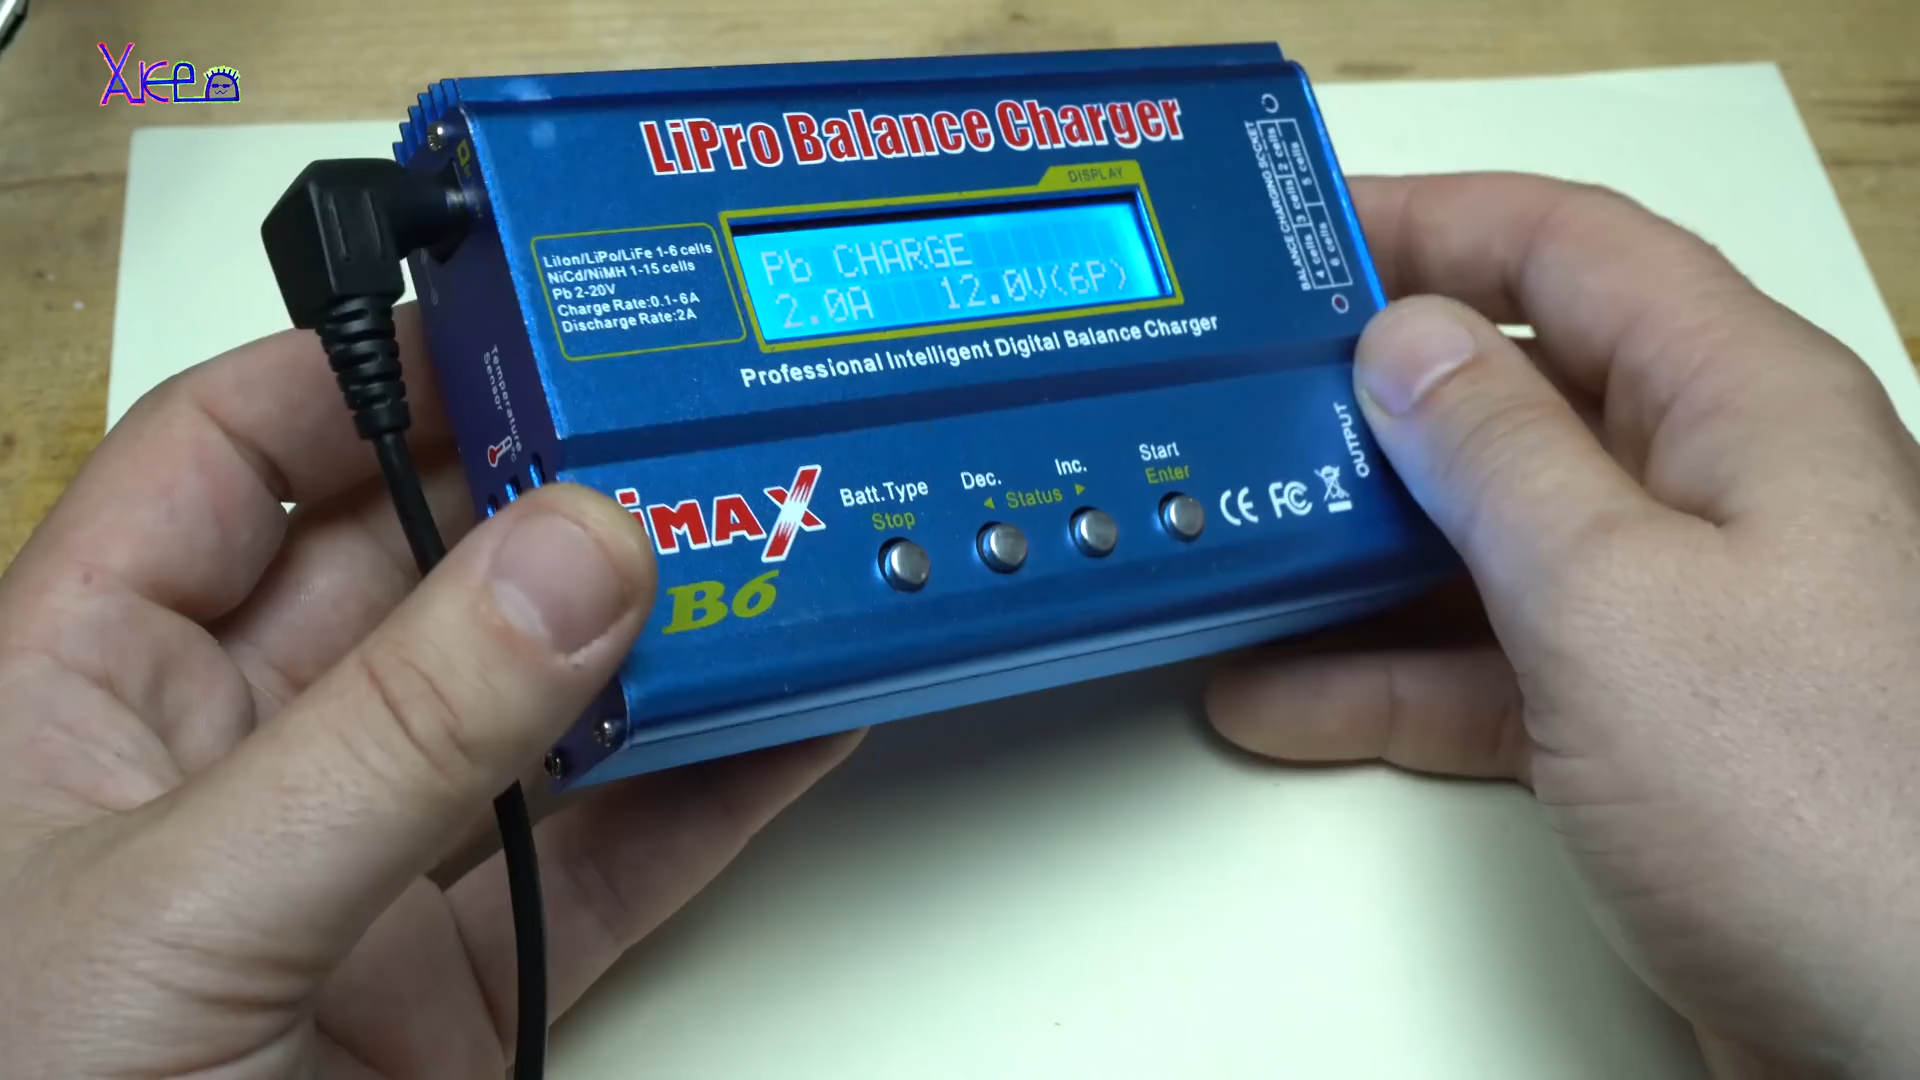 XKED
LiPro Balance Charger
DISPLAY
LiIon/LiPo/LiFe 1-6 cells
NiCd/NiMH 1-15 cells
Pb 2-20V
Charge Rate:0.1-6A
Discharge Rate:2A
Pb CHARGE
2.0A 12.0V(6P)
Professional Intelligent Digital Balance Charger
BALANCE CHARGING SOCKET
2 cells
3 cells
4 cells
5 cells
6 cells
Temperature
Sensor
°C
iMAX
B6
Batt.Type
Stop
Dec.
Inc.
◄ Status ►
Start
Enter
CE FC
OUTPUT